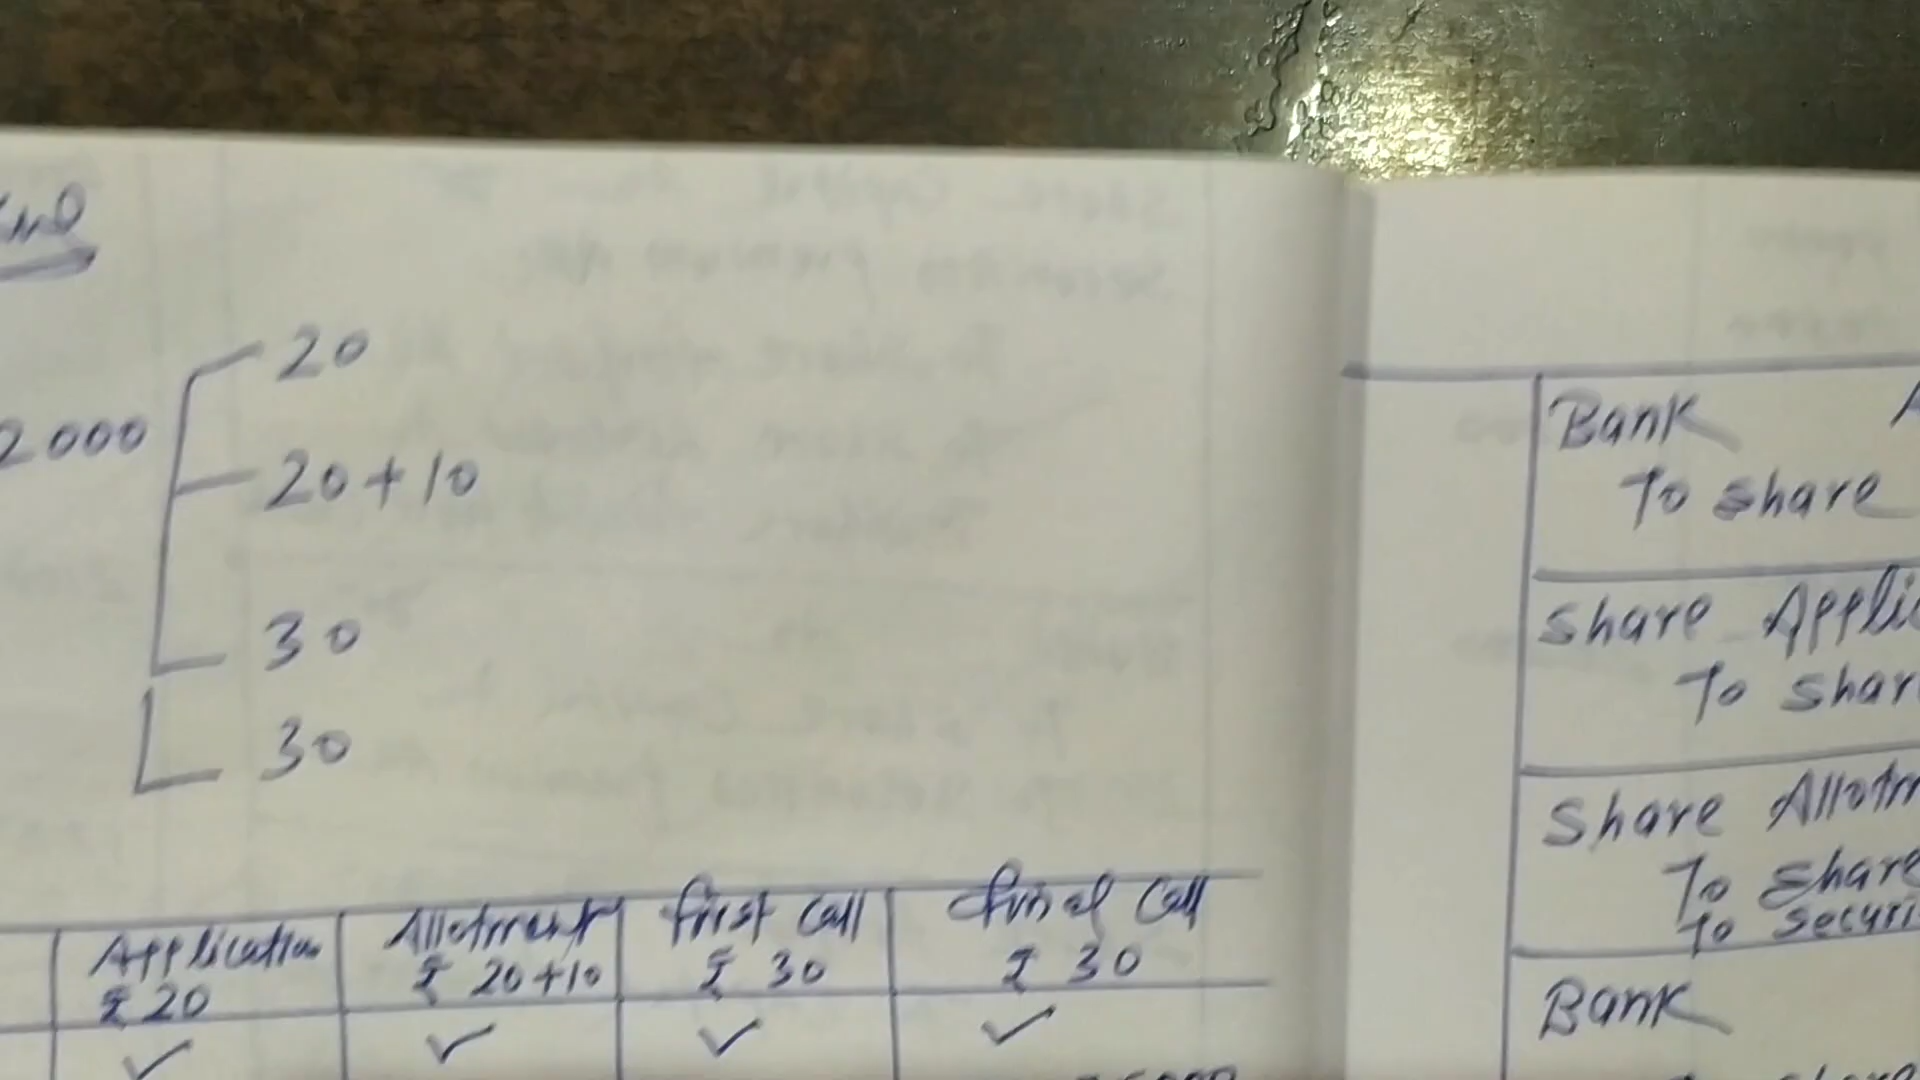 20
2000
20 + 10
30
30
Application
₹ 20
Allotment
₹ 20 + 10
First Call
₹ 30
Final Call
₹ 30
Bank A
To share
Share Applic
To Shar
Share Allotm
To Share
To Securi
Bank